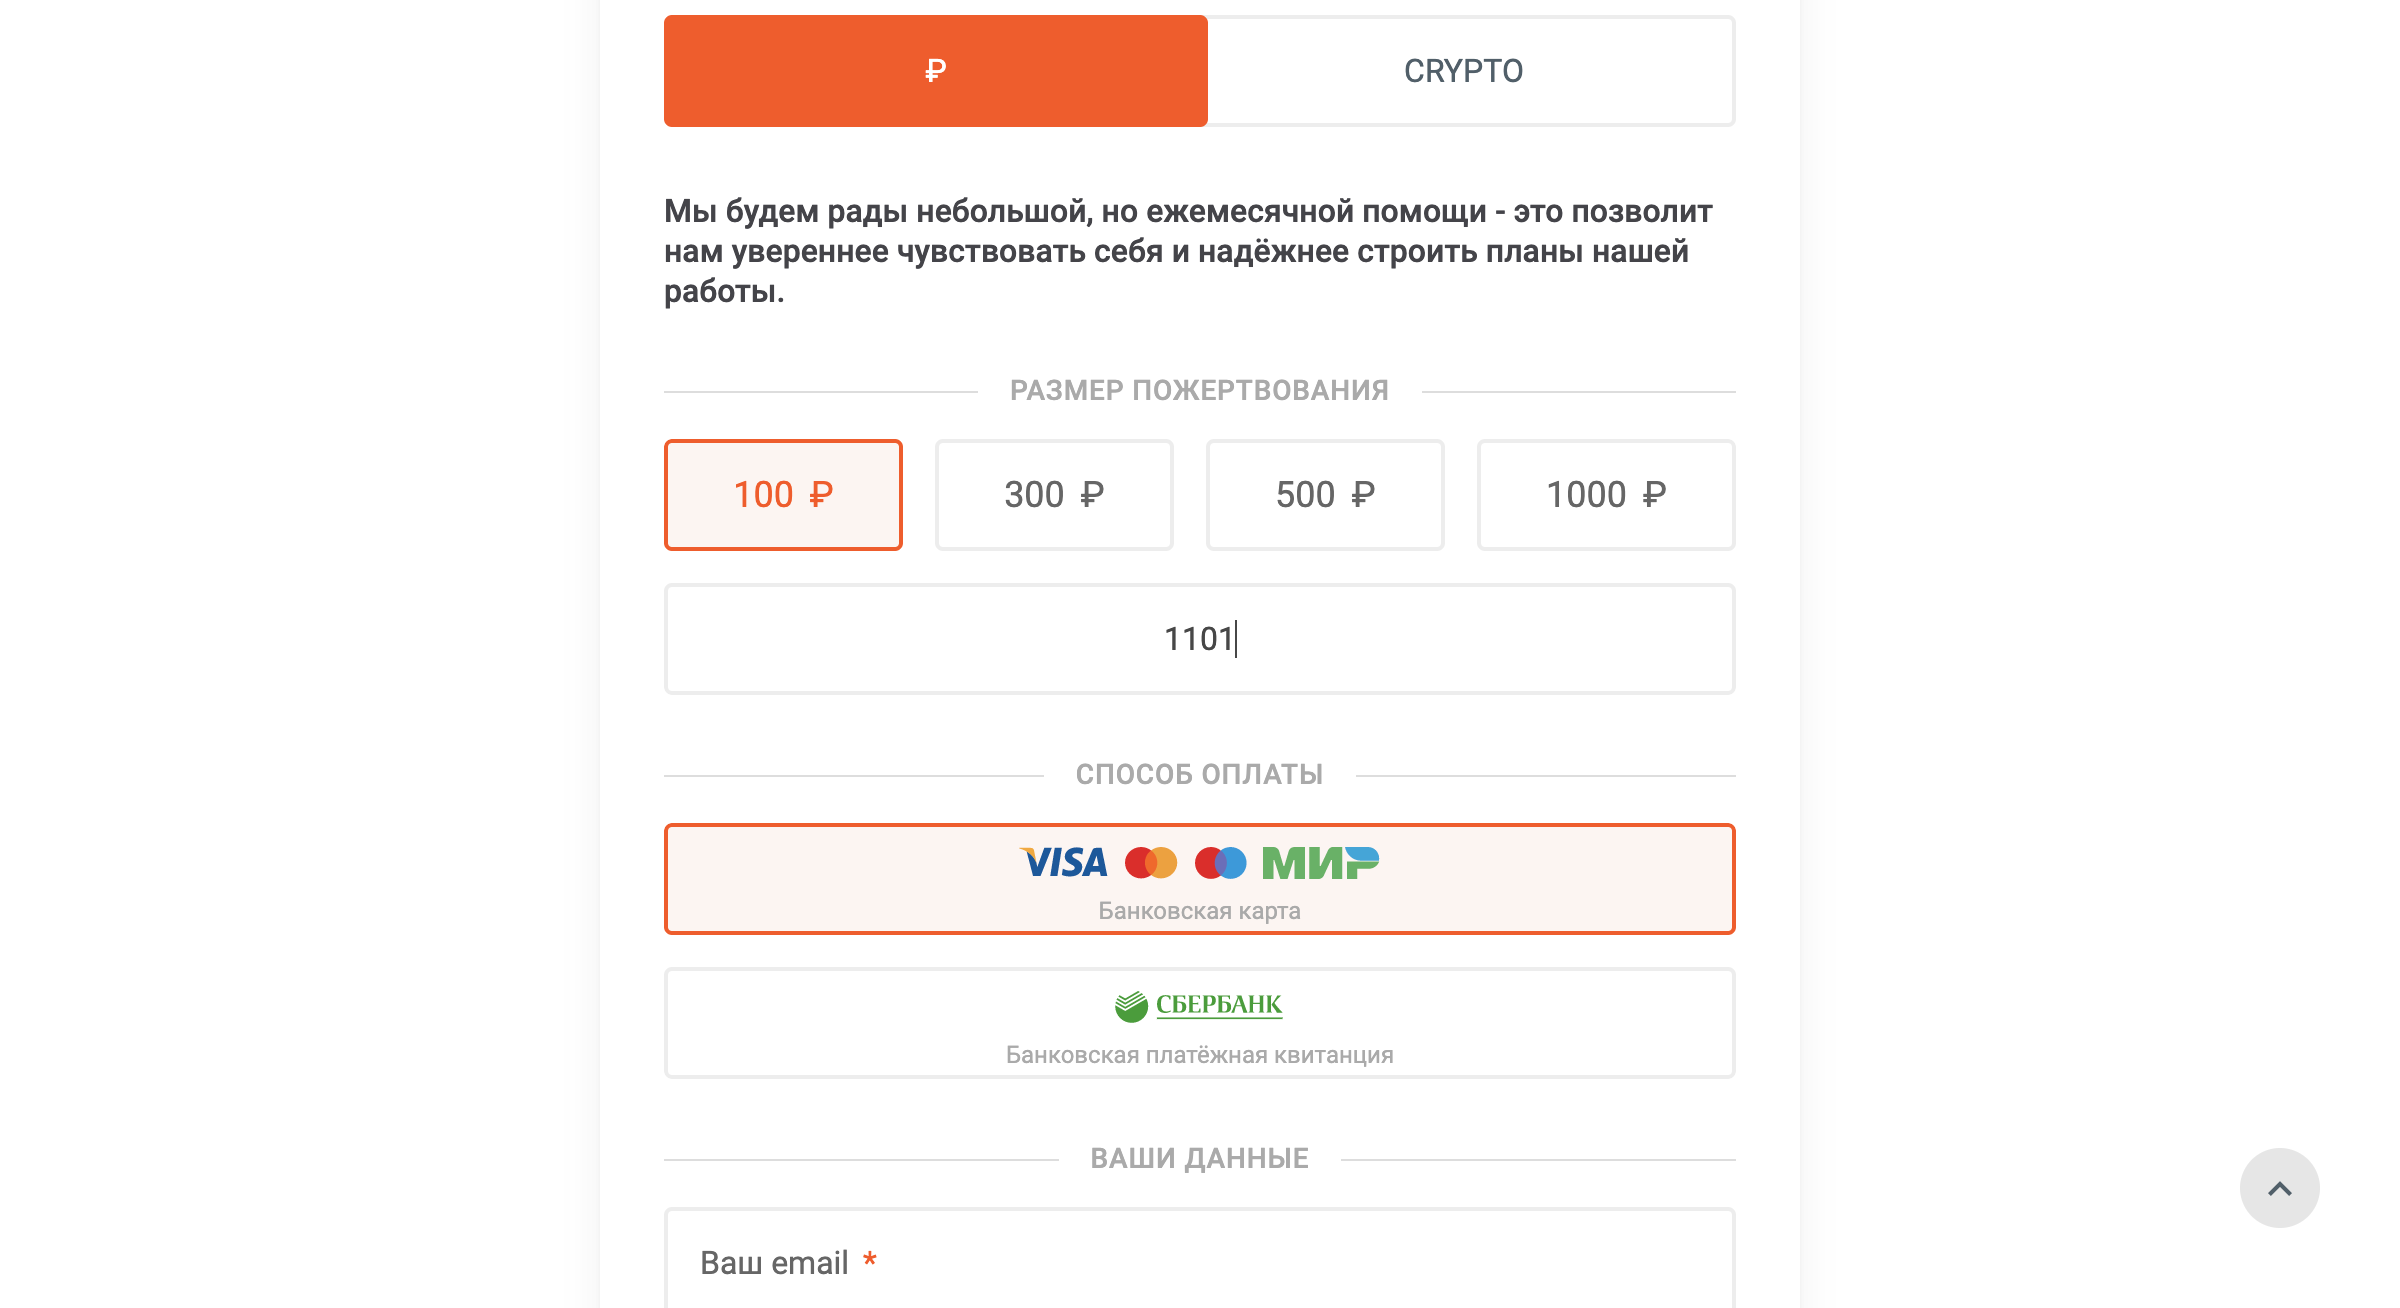 ₽
CRYPTO
Мы будем рады небольшой, но ежемесячной помощи - это позволит
нам увереннее чувствовать себя и надёжнее строить планы нашей
работы.
РАЗМЕР ПОЖЕРТВОВАНИЯ
100 ₽
300 ₽
500 ₽
1000 ₽
1101
СПОСОБ ОПЛАТЫ
VISA МИР
Банковская карта
СБЕРБАНК
Банковская платёжная квитанция
ВАШИ ДАННЫЕ
Ваш email *